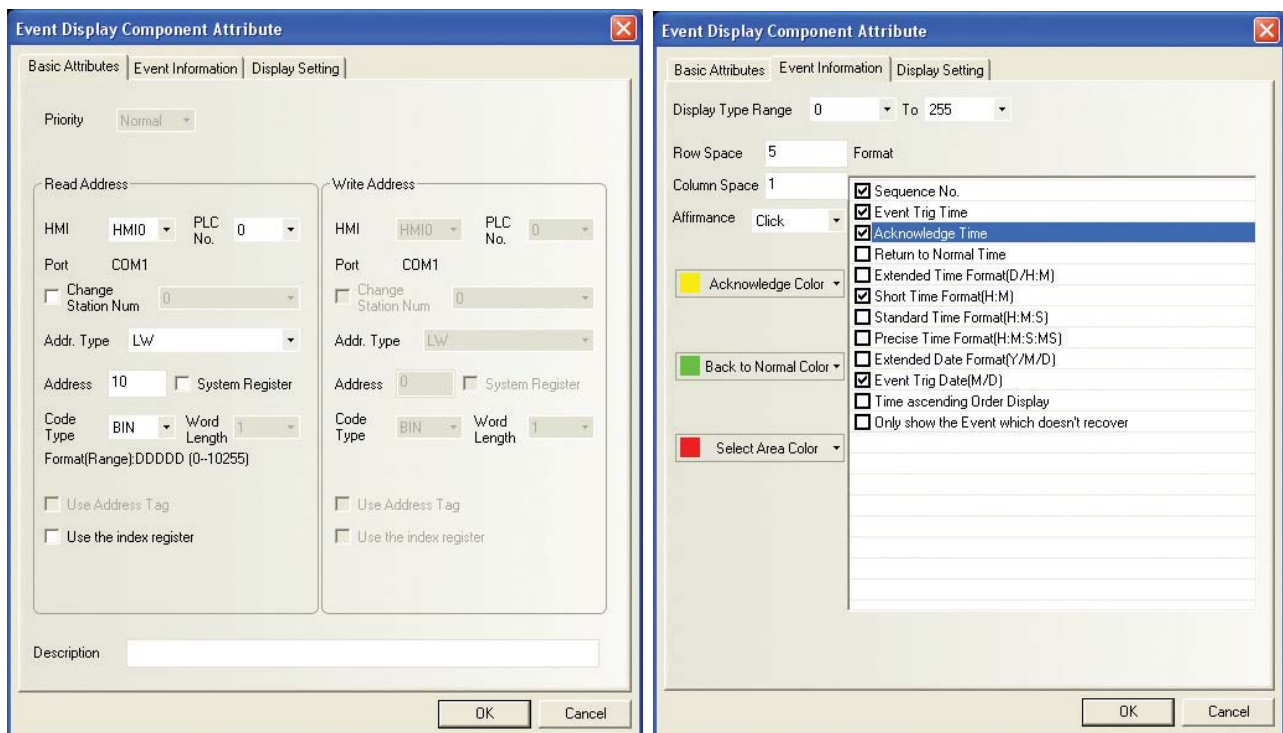 Event Display Component Attribute
Basic Attributes Event Information Display Setting
Priority Normal
Read Address
HMI HMI0 PLC No. 0
Port COM1
Change Station Num 0
Addr. Type LW
Address 10 System Register
Code Type BIN Word Length 1
Format(Range):DDDDD (0--10255)
Use Address Tag
Use the index register
Write Address
HMI HMI0 PLC No. 0
Port COM1
Change Station Num 0
Addr. Type LW
Address 0 System Register
Code Type BIN Word Length 1
Use Address Tag
Use the index register
Description
OK Cancel
Event Display Component Attribute
Basic Attributes Event Information Display Setting
Display Type Range 0 To 255
Row Space 5 Format
Column Space 1
Affirmance Click
Acknowledge Color
Back to Normal Color
Select Area Color
Sequence No.
Event Trig Time
Acknowledge Time
Return to Normal Time
Extended Time Format(D/H:M)
Short Time Format(H:M)
Standard Time Format(H:M:S)
Precise Time Format(H:M:S:MS)
Extended Date Format(Y/M/D)
Event Trig Date(M/D)
Time ascending Order Display
Only show the Event which doesn't recover
OK Cancel